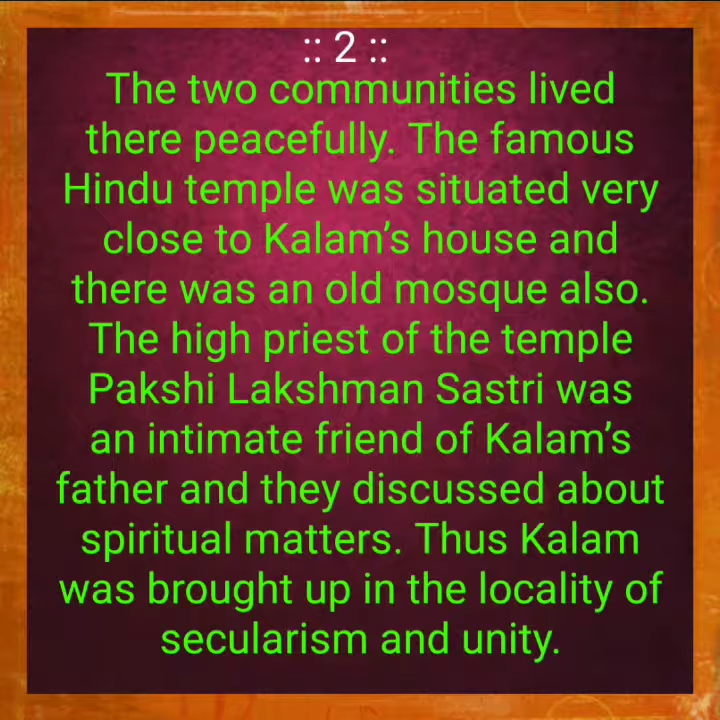 :: 2 ::
The two communities lived
there peacefully. The famous
Hindu temple was situated very
close to Kalam’s house and
there was an old mosque also.
The high priest of the temple
Pakshi Lakshman Sastri was
an intimate friend of Kalam’s
father and they discussed about
spiritual matters. Thus Kalam
was brought up in the locality of
secularism and unity.